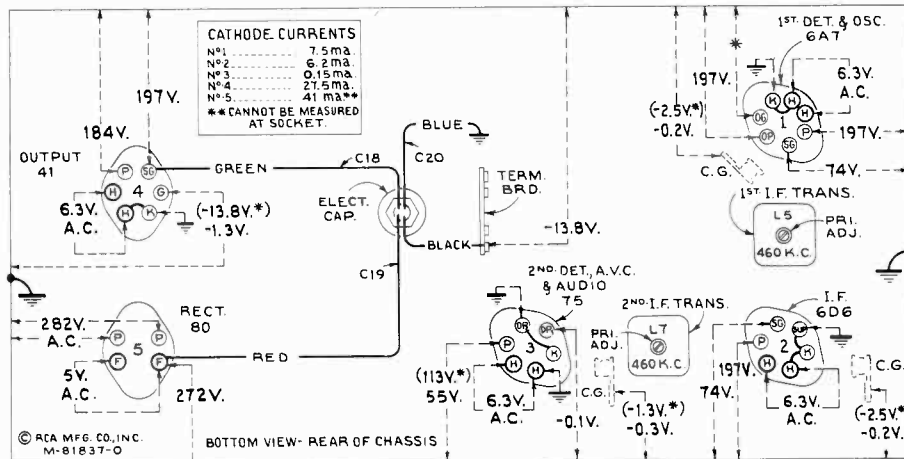 CATHODE CURRENTS
Nº1 7.5 ma.
Nº2 6.2 ma.
Nº3 0.15 ma.
Nº4 27.5 ma.
Nº5 41 ma.**
** CANNOT BE MEASURED
AT SOCKET.
197V.
184V.
OUTPUT
41
P
SG
H
4
G
H
K
6.3V.
A.C.
(-13.8V.*)
-1.3V.
GREEN
C18
BLUE
C20
ELECT.
CAP.
TERM.
BRD.
BLACK
-13.8V.
C19
RECT.
80
282V.
A.C.
P
P
5
F
F
5V.
A.C.
272V.
RED
1ST. DET. & OSC.
6A7
*
197V.
(-2.5V.*)
-0.2V.
K
H
H
OG
1
P
OP
SG
6.3V.
A.C.
197V.
74V.
C.G.
1ST. I.F. TRANS.
L5
PRI.
ADJ.
460 K.C.
2ND. DET., A.V.C.
& AUDIO
75
DP
DP
P
3
K
H
H
(113V.*)
55V.
6.3V.
A.C.
-0.1V.
2ND. I.F. TRANS.
PRI.
ADJ.
L7
460 K.C.
C.G.
(-1.3V.*)
-0.3V.
I.F.
6D6
SG
SUP
P
2
K
H
H
197V.
74V.
6.3V.
A.C.
C.G.
(-2.5V.*)
-0.2V.
© RCA MFG. CO., INC.
M-81837-0
BOTTOM VIEW - REAR OF CHASSIS